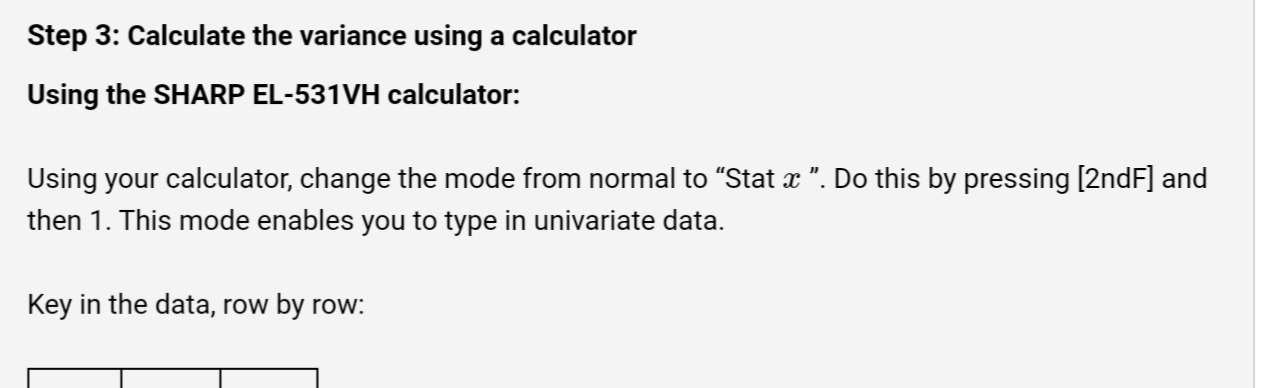 Step 3: Calculate the variance using a calculator
Using the SHARP EL-531VH calculator:
Using your calculator, change the mode from normal to “Stat x ”. Do this by pressing [2ndF] and
then 1. This mode enables you to type in univariate data.
Key in the data, row by row: